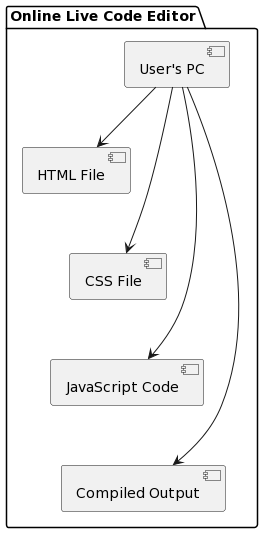 Online Live Code Editor
User's PC
HTML File
CSS File
JavaScript Code
Compiled Output